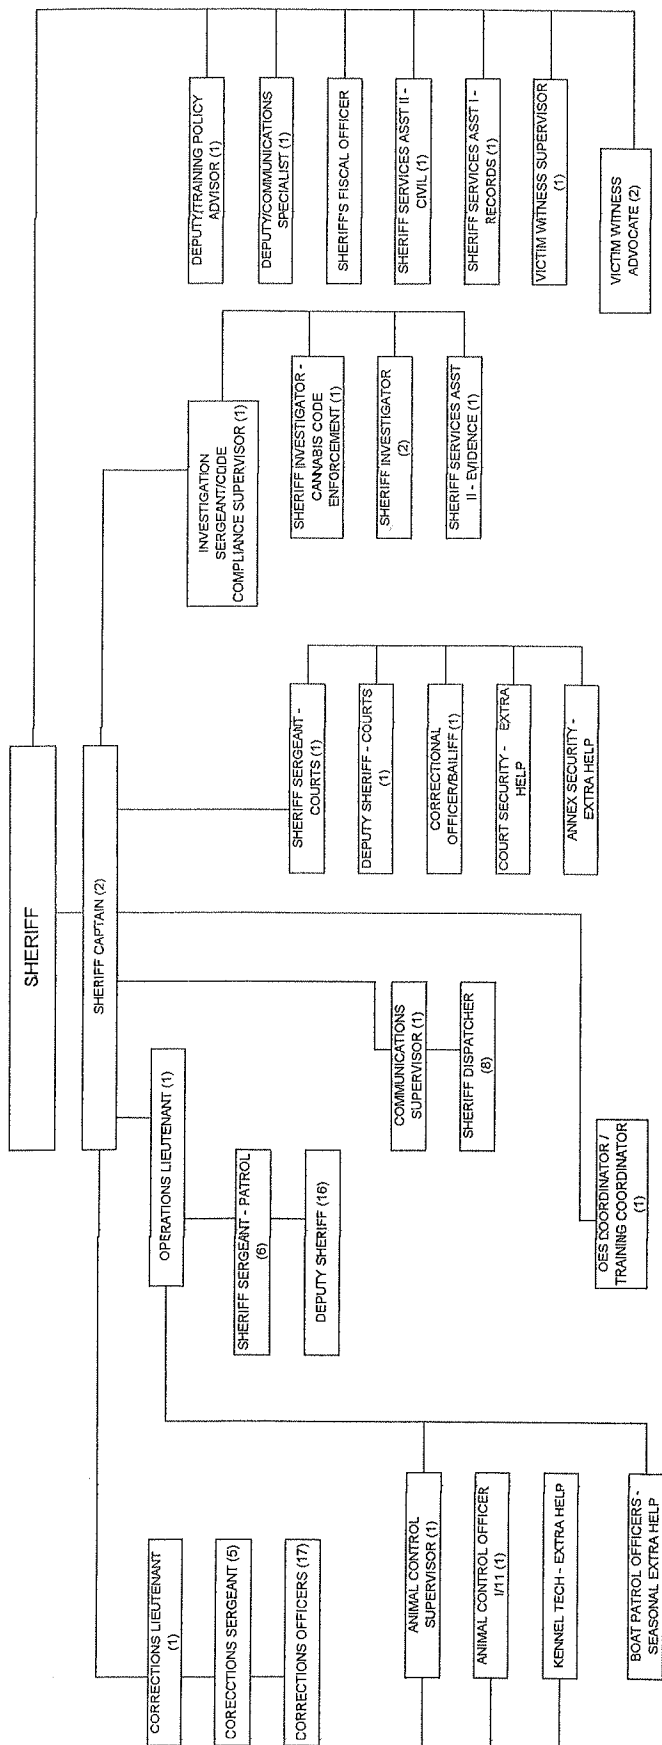 SHERIFF
SHERIFF CAPTAIN (2)
CORRECTIONS LIEUTENANT
(1)
CORECCTIONS SERGEANT (5)
CORRECTIONS OFFICERS (17)
OPERATIONS LIEUTENANT (1)
SHERIFF SERGEANT - PATROL
(6)
DEPUTY SHERIFF (16)
ANIMAL CONTROL
SUPERVISOR (1)
ANIMAL CONTROL OFFICER
I/11 (1)
KENNEL TECH - EXTRA HELP
BOAT PATROL OFFICERS -
SEASONAL EXTRA HELP
COMMUNICATIONS
SUPERVISOR (1)
SHERIFF DISPATCHER
(8)
OES COORDINATOR /
TRAINING COORDINATOR
(1)
SHERIFF SERGEANT -
COURTS (1)
DEPUTY SHERIFF - COURTS
(1)
CORRECTIONAL
OFFICER/BAILIFF (1)
COURT SECURITY - EXTRA
HELP
ANNEX SECURITY -
EXTRA HELP
INVESTIGATION
SERGEANT/CODE
COMPLIANCE SUPERVISOR (1)
SHERIFF INVESTIGATOR -
CANNABIS CODE
ENFORCEMENT (1)
SHERIFF INVESTIGATOR
(2)
SHERIFF SERVICES ASST
II - EVIDENCE (1)
DEPUTY/TRAINING POLICY
ADVISOR (1)
DEPUTY/COMMUNICATIONS
SPECIALIST (1)
SHERIFF'S FISCAL OFFICER
SHERIFF SERVICES ASST II -
CIVIL (1)
SHERIFF SERVICES ASST I -
RECORDS (1)
VICTIM WITNESS SUPERVISOR
(1)
VICTIM WITNESS
ADVOCATE (2)